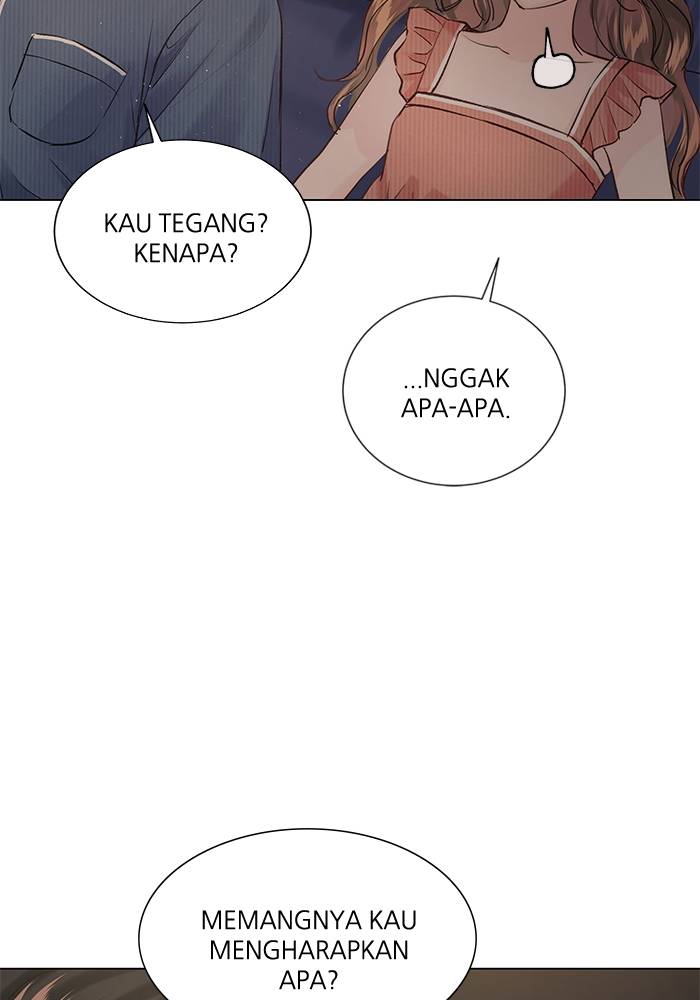 KAU TEGANG?
KENAPA?
...NGGAK
APA-APA.
MEMANGNYA KAU
MENGHARAPKAN
APA?